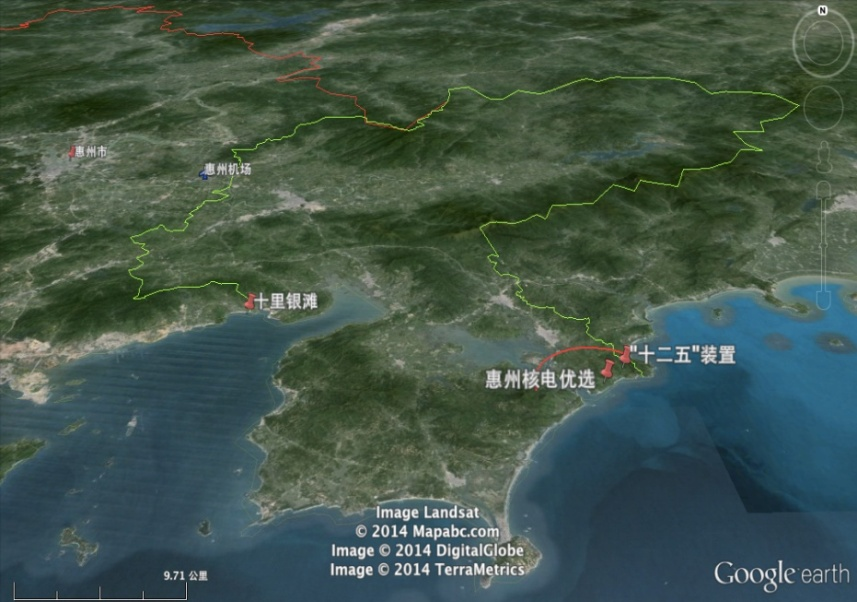 N
惠州市
惠州机场
十里银滩
"十二五"装置
惠州核电优选
Image Landsat
© 2014 Mapabc.com
Image © 2014 DigitalGlobe
Image © 2014 TerraMetrics
9.71 公里
Google earth